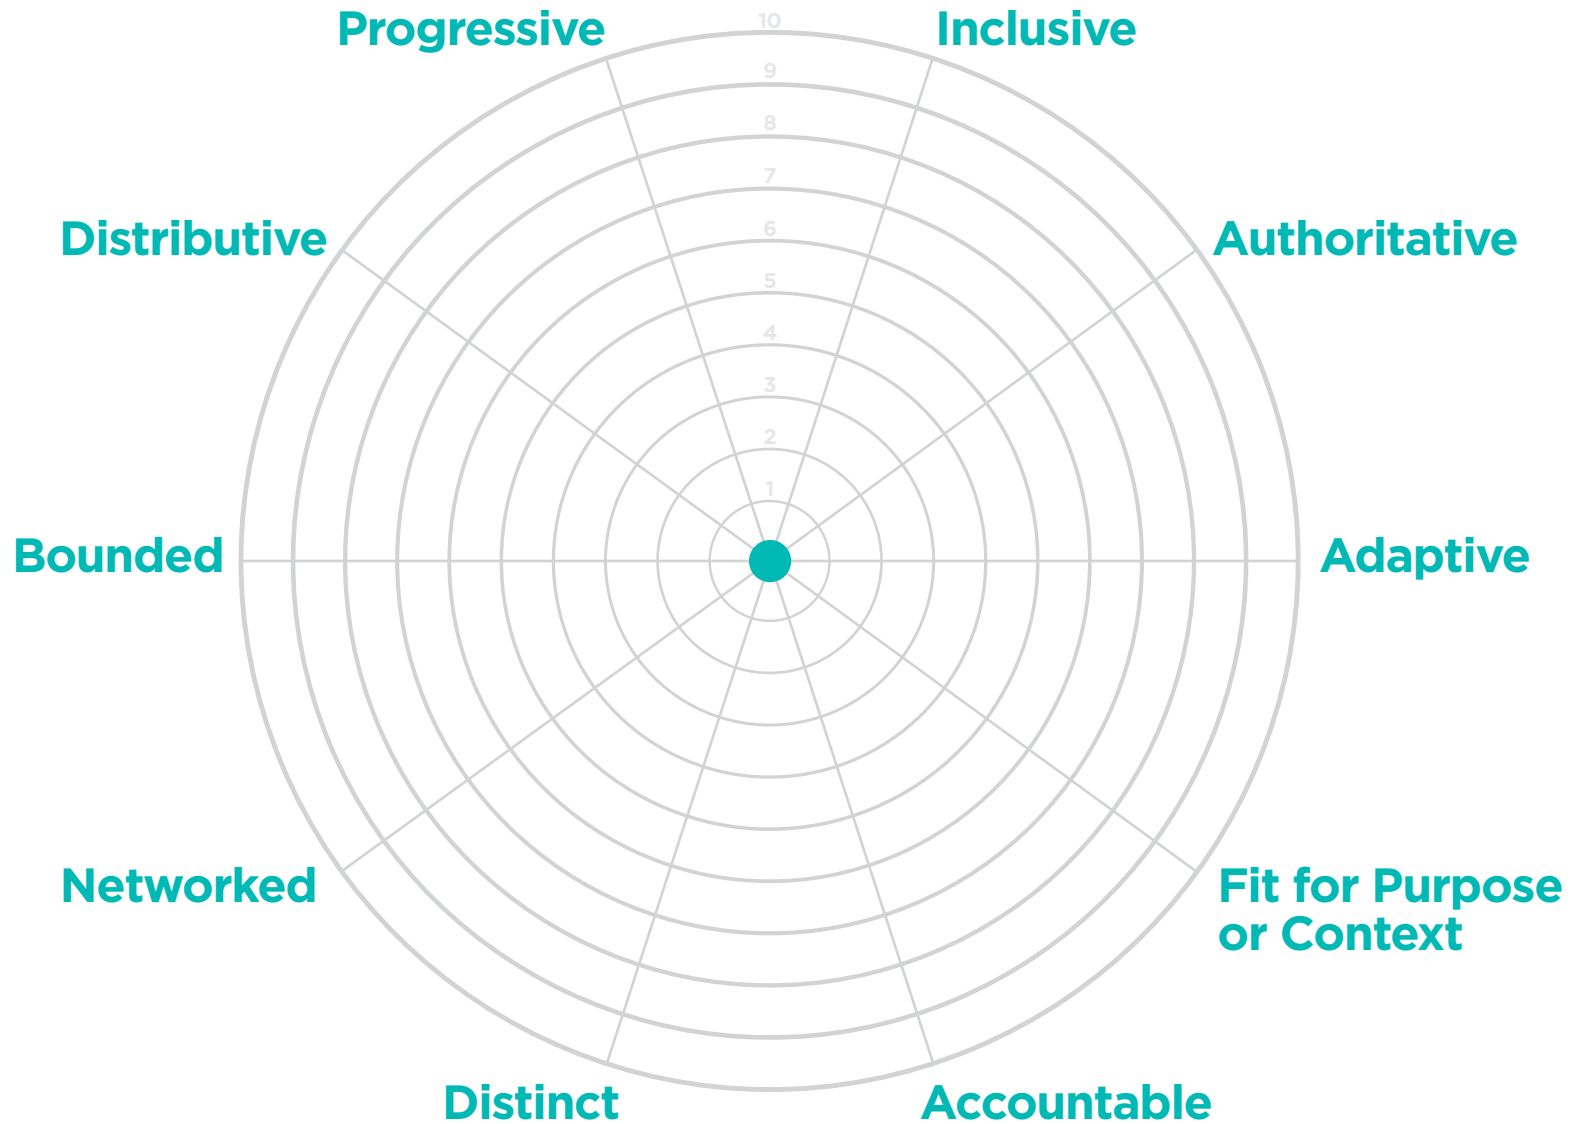 10
Progressive
Inclusive
9
8
7
6
Distributive
Authoritative
5
4
3
2
1
Bounded
Adaptive
Networked
Fit for Purpose
or Context
Distinct
Accountable